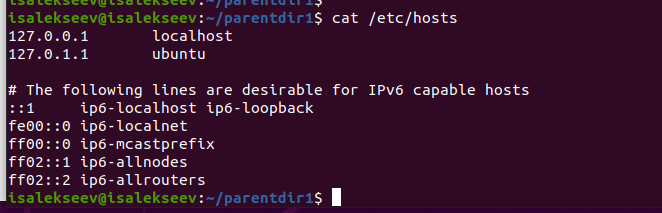 isalekseev@isalekseev:~/parentdir1$ cat /etc/hosts
127.0.0.1       localhost
127.0.1.1       ubuntu
# The following lines are desirable for IPv6 capable hosts
::1     ip6-localhost ip6-loopback
fe00::0 ip6-localnet
ff00::0 ip6-mcastprefix
ff02::1 ip6-allnodes
ff02::2 ip6-allrouters
isalekseev@isalekseev:~/parentdir1$